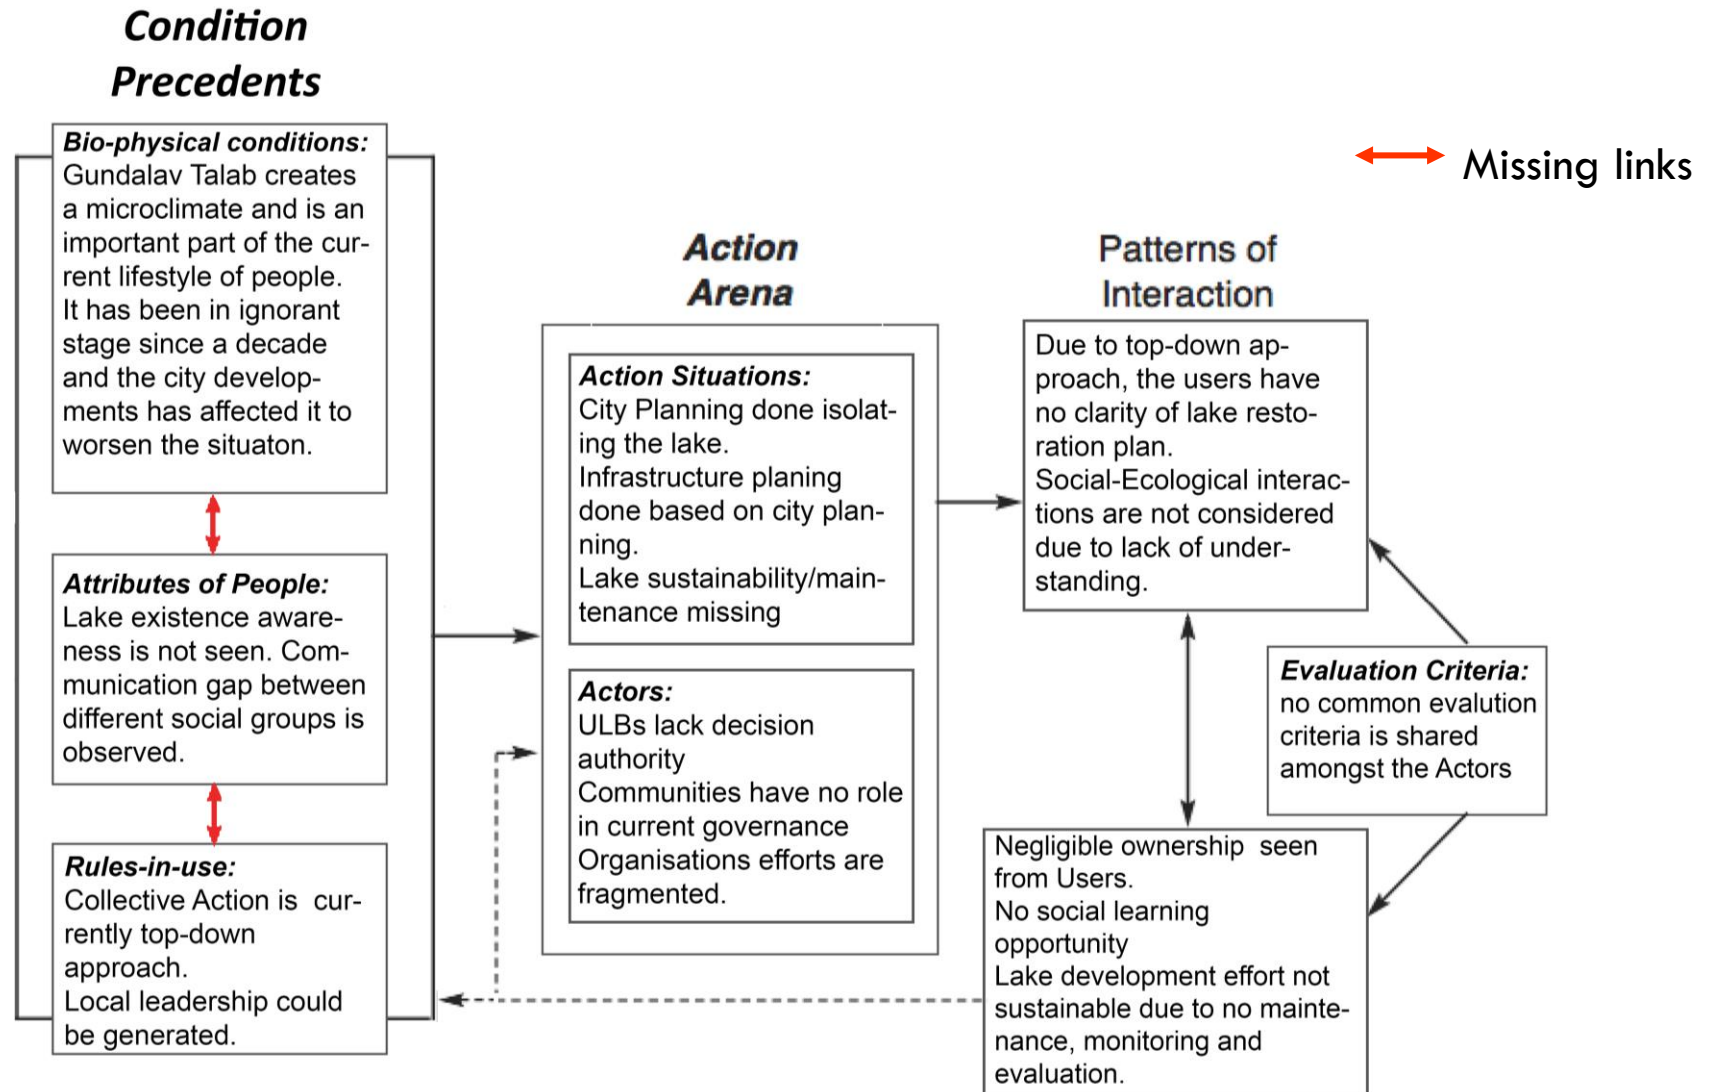 Condition
Precedents
Bio-physical conditions:
Gundalav Talab creates
a microclimate and is an
important part of the cur-
rent lifestyle of people.
It has been in ignorant
stage since a decade
and the city develop-
ments has affected it to
worsen the situaton.
Attributes of People:
Lake existence aware-
ness is not seen. Com-
munication gap between
different social groups is
observed.
Rules-in-use:
Collective Action is cur-
rently top-down
approach.
Local leadership could
be generated.
Action
Arena
Action Situations:
City Planning done isolat-
ing the lake.
Infrastructure planing
done based on city plan-
ning.
Lake sustainability/main-
tenance missing
Actors:
ULBs lack decision
authority
Communities have no role
in current governance
Organisations efforts are
fragmented.
Missing links
Patterns of
Interaction
Due to top-down ap-
proach, the users have
no clarity of lake resto-
ration plan.
Social-Ecological interac-
tions are not considered
due to lack of under-
standing.
Evaluation Criteria:
no common evalution
criteria is shared
amongst the Actors
Negligible ownership seen
from Users.
No social learning
opportunity
Lake development effort not
sustainable due to no mainte-
nance, monitoring and
evaluation.